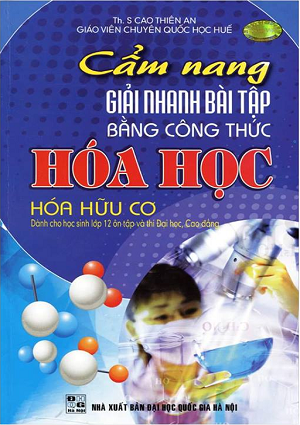 Th. S CAO THIÊN AN
GIÁO VIÊN CHUYÊN QUỐC HỌC HUẾ
Cẩm nang
GIẢI NHANH BÀI TẬP
BẰNG CÔNG THỨC
HÓA HỌC
HÓA HỮU CƠ
Dành cho học sinh lớp 12 ôn tập và thi Đại học, Cao đẳng
HÀ NỘI
NHÀ XUẤT BẢN ĐẠI HỌC QUỐC GIA HÀ NỘI